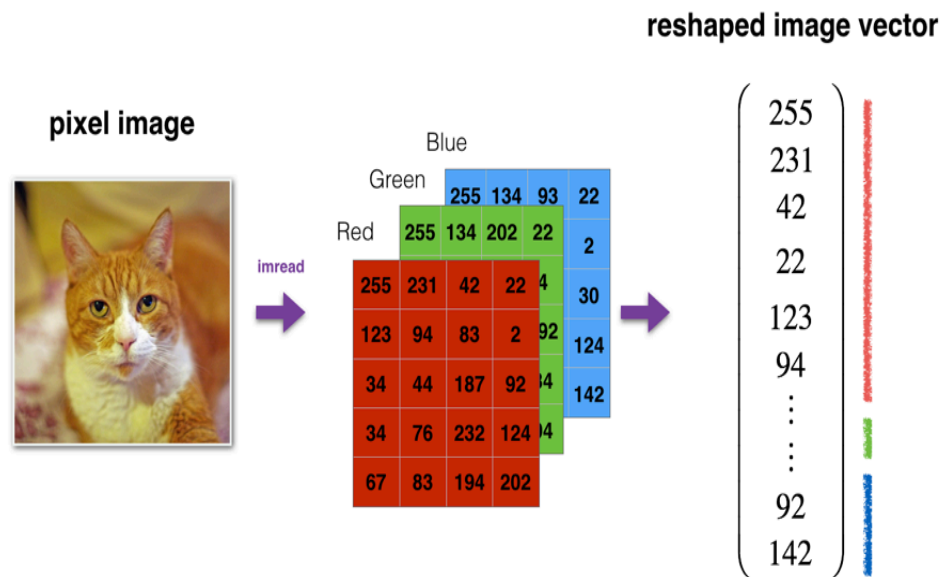 reshaped image vector
pixel image
Blue
Green
Red
imread
255 134 93 22
2
30
124
142
255 134 202 22
4
92
34
94
255 231 42 22
123 94 83 2
34 44 187 92
34 76 232 124
67 83 194 202
255
231
42
22
123
94
92
142